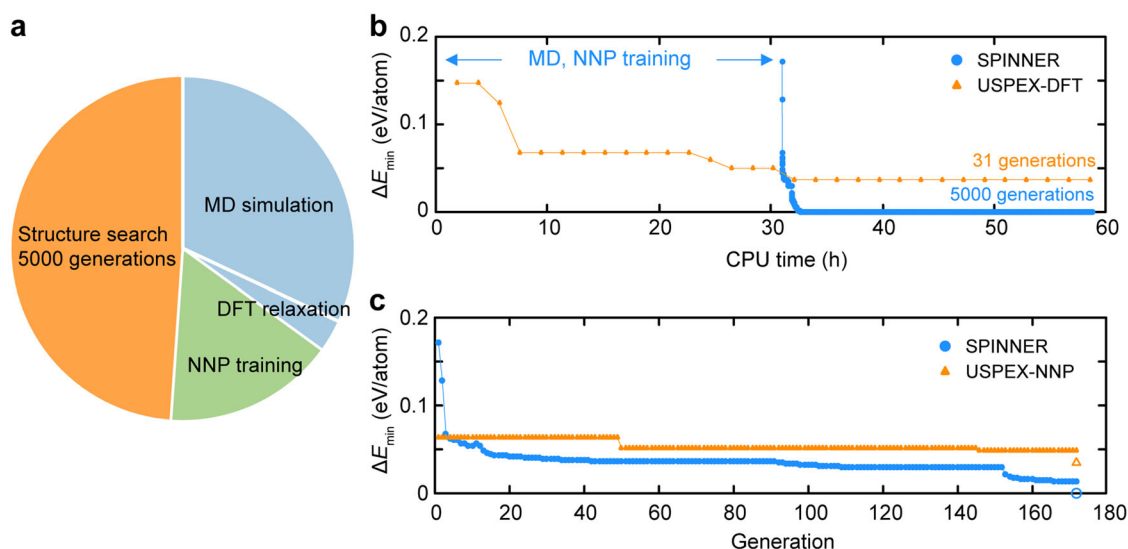 a
MD simulation
Structure search
5000 generations
DFT relaxation
NNP training
b
0.2
0.1
0
ΔEmin (eV/atom)
MD, NNP training
SPINNER
USPEX-DFT
31 generations
5000 generations
0 10 20 30 40 50 60
CPU time (h)
c
0.2
0.1
0
ΔEmin (eV/atom)
SPINNER
USPEX-NNP
0 20 40 60 80 100 120 140 160 180
Generation